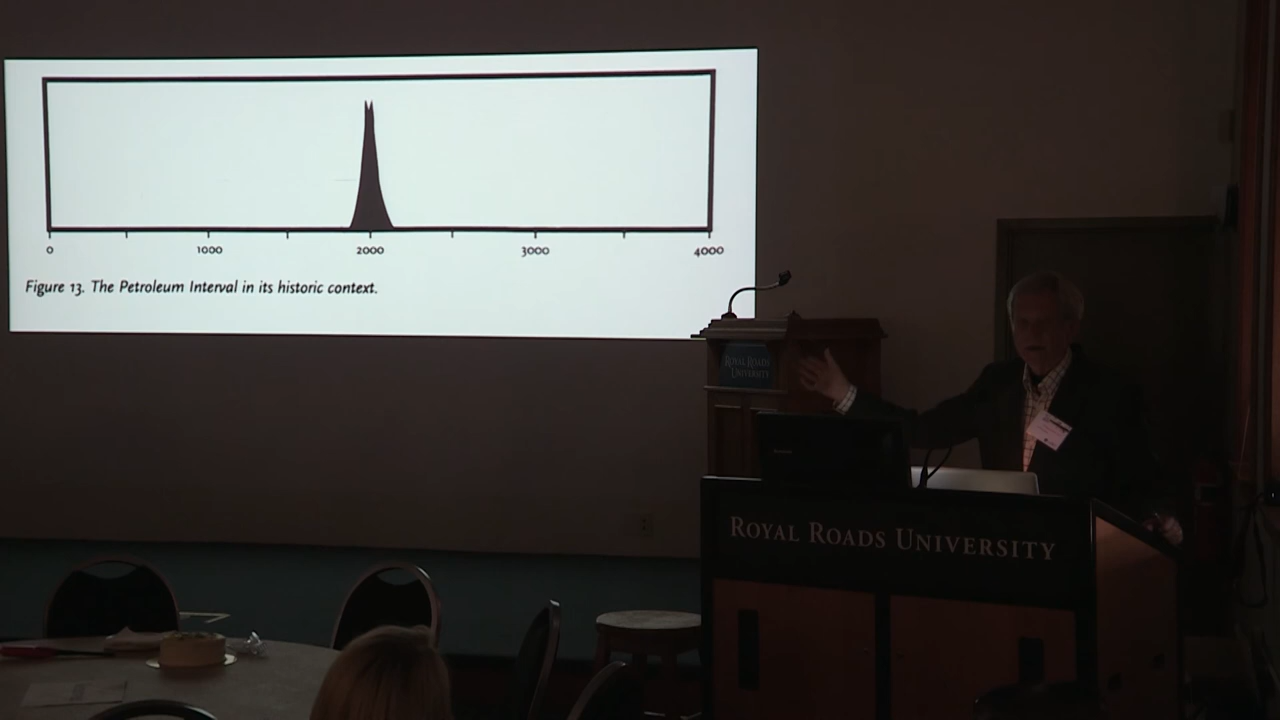 0 1000 2000 3000 4000
Figure 13. The Petroleum Interval in its historic context.
ROYAL ROADS
UNIVERSITY
ROYAL ROADS UNIVERSITY